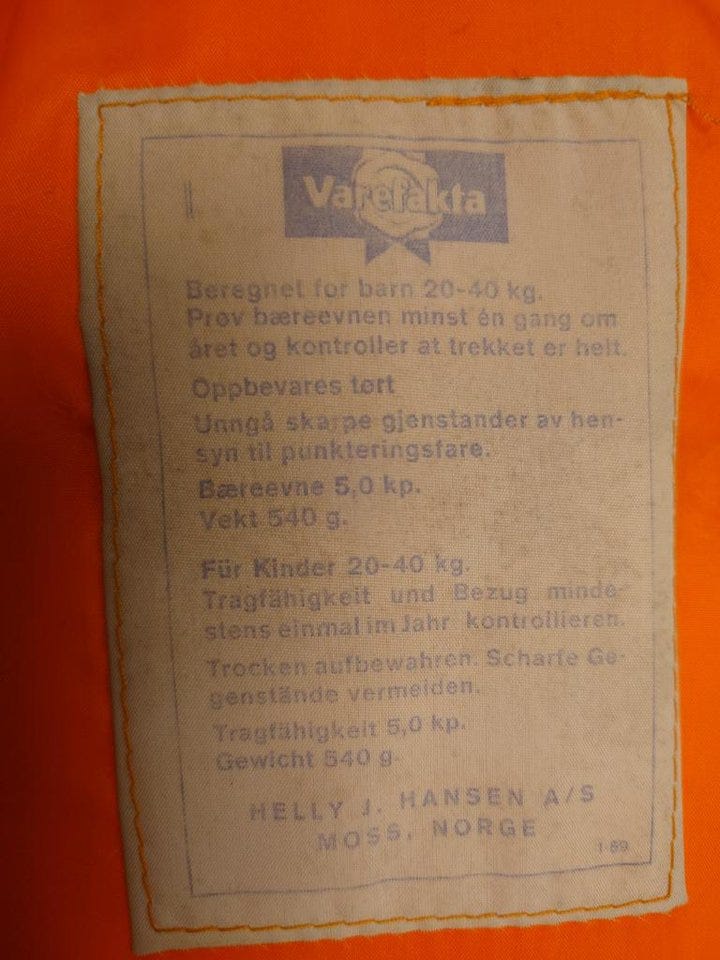 Varefakta
Beregnet for barn 20-40 kg.
Prøv bæreevnen minst én gang om
året og kontroller at trekket er helt.
Oppbevares tørt
Unngå skarpe gjenstander av hen-
syn til punkteringsfare.
Bæreevne 5,0 kp.
Vekt 540 g.
Für Kinder 20-40 kg.
Tragfähigkeit und Bezug minde-
stens einmal im Jahr kontrollieren.
Trocken aufbewahren. Scharfe Ge-
genstände vermeiden.
Tragfähigkeit 5,0 kp.
Gewicht 540 g.
HELLY J. HANSEN A/S
MOSS, NORGE
1-69